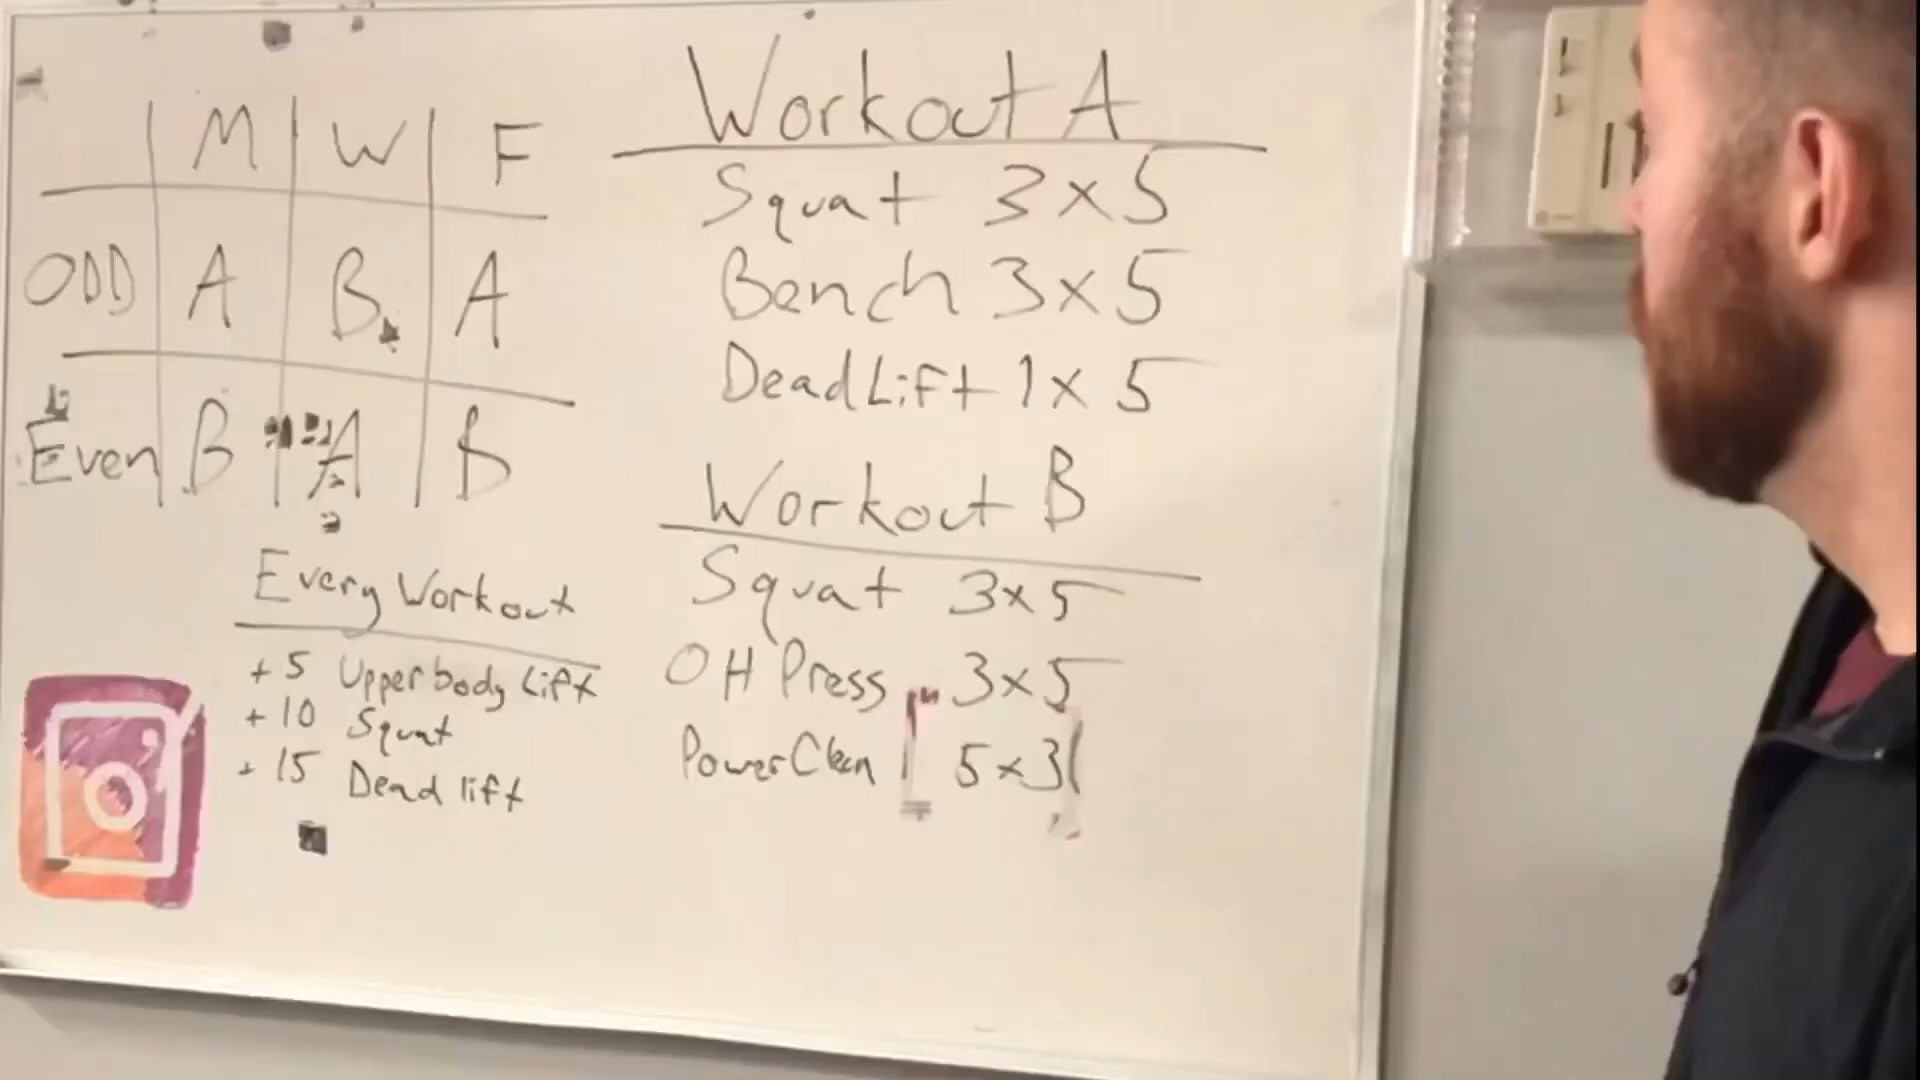 M W F
ODD A B A
Even B A B
Every Workout
+5 Upperbody Lift
+10 Squat
+15 Dead lift
Workout A
Squat 3x5
Bench 3x5
DeadLift 1x5
Workout B
Squat 3x5
OH Press 3x5
PowerClean 5x3